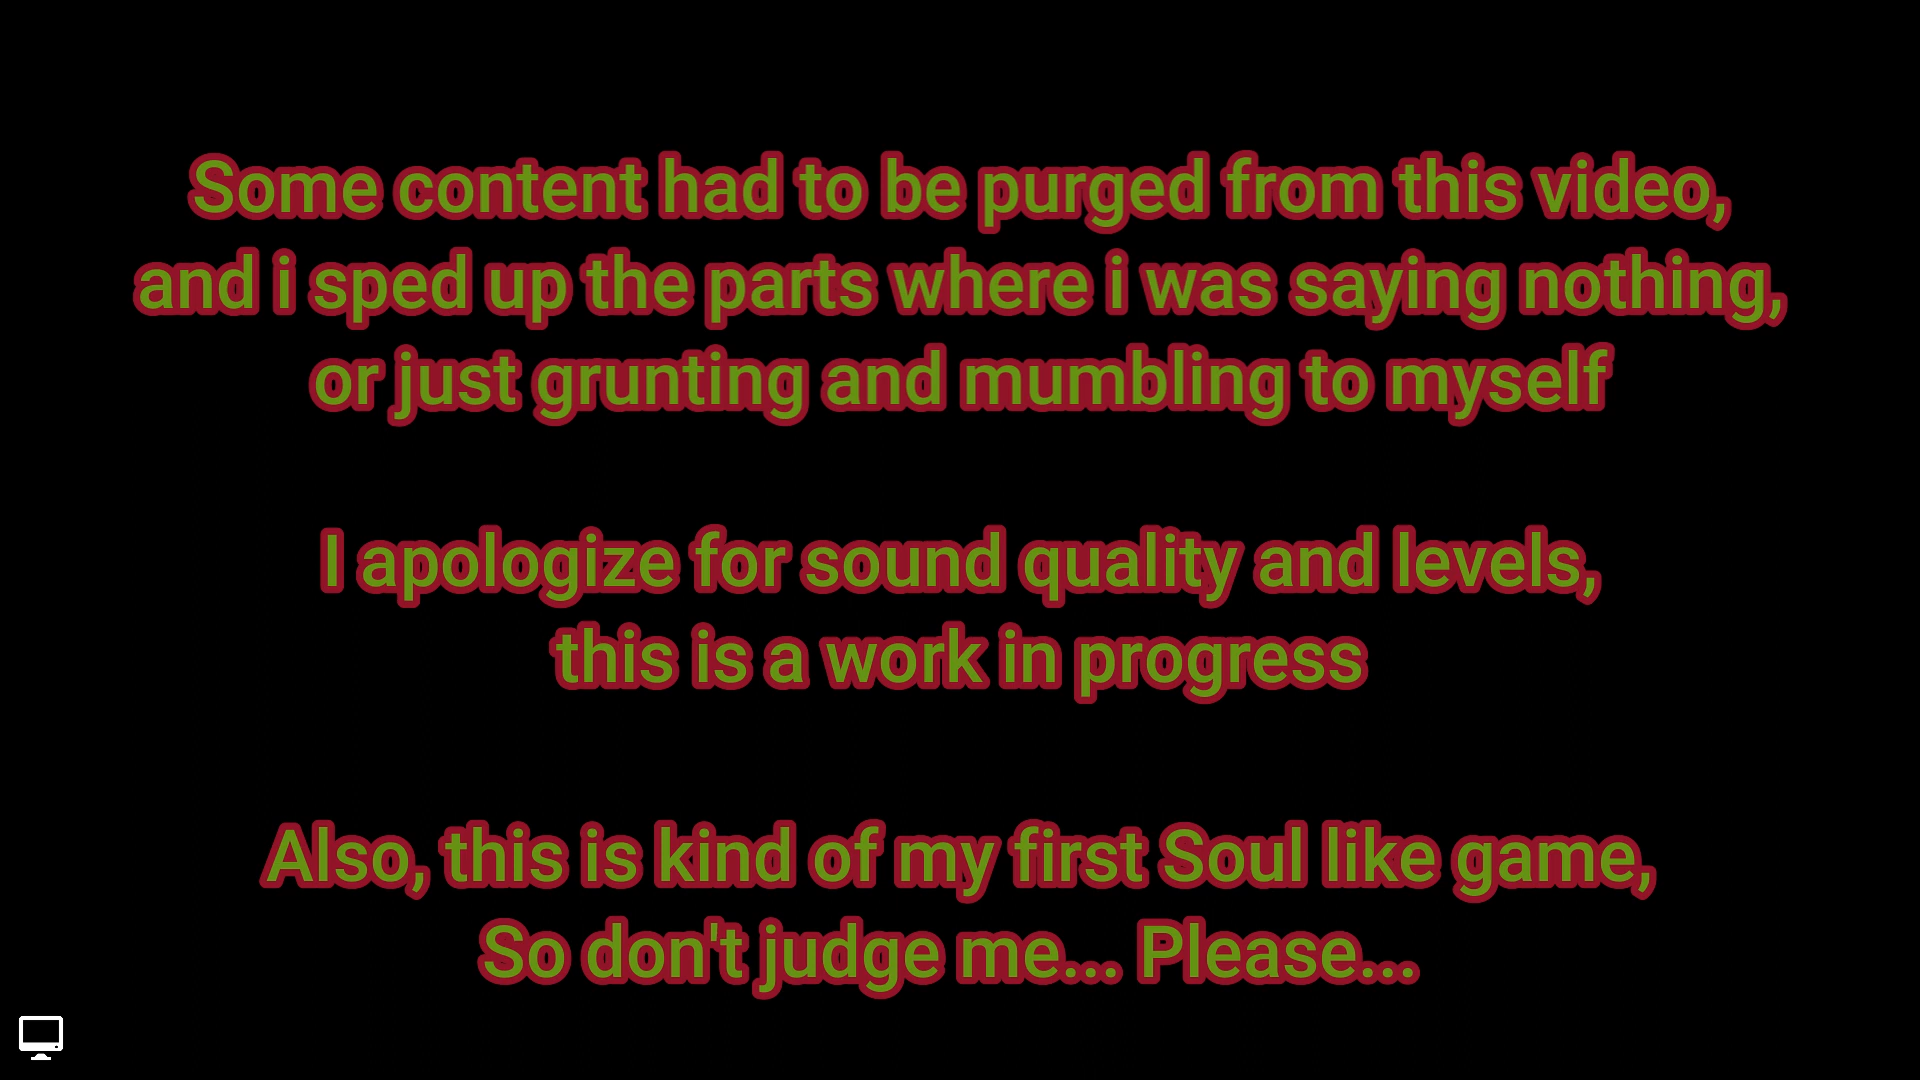 Some content had to be purged from this video,
and i sped up the parts where i was saying nothing,
or just grunting and mumbling to myself
I apologize for sound quality and levels,
this is a work in progress
Also, this is kind of my first Soul like game,
So don't judge me... Please...